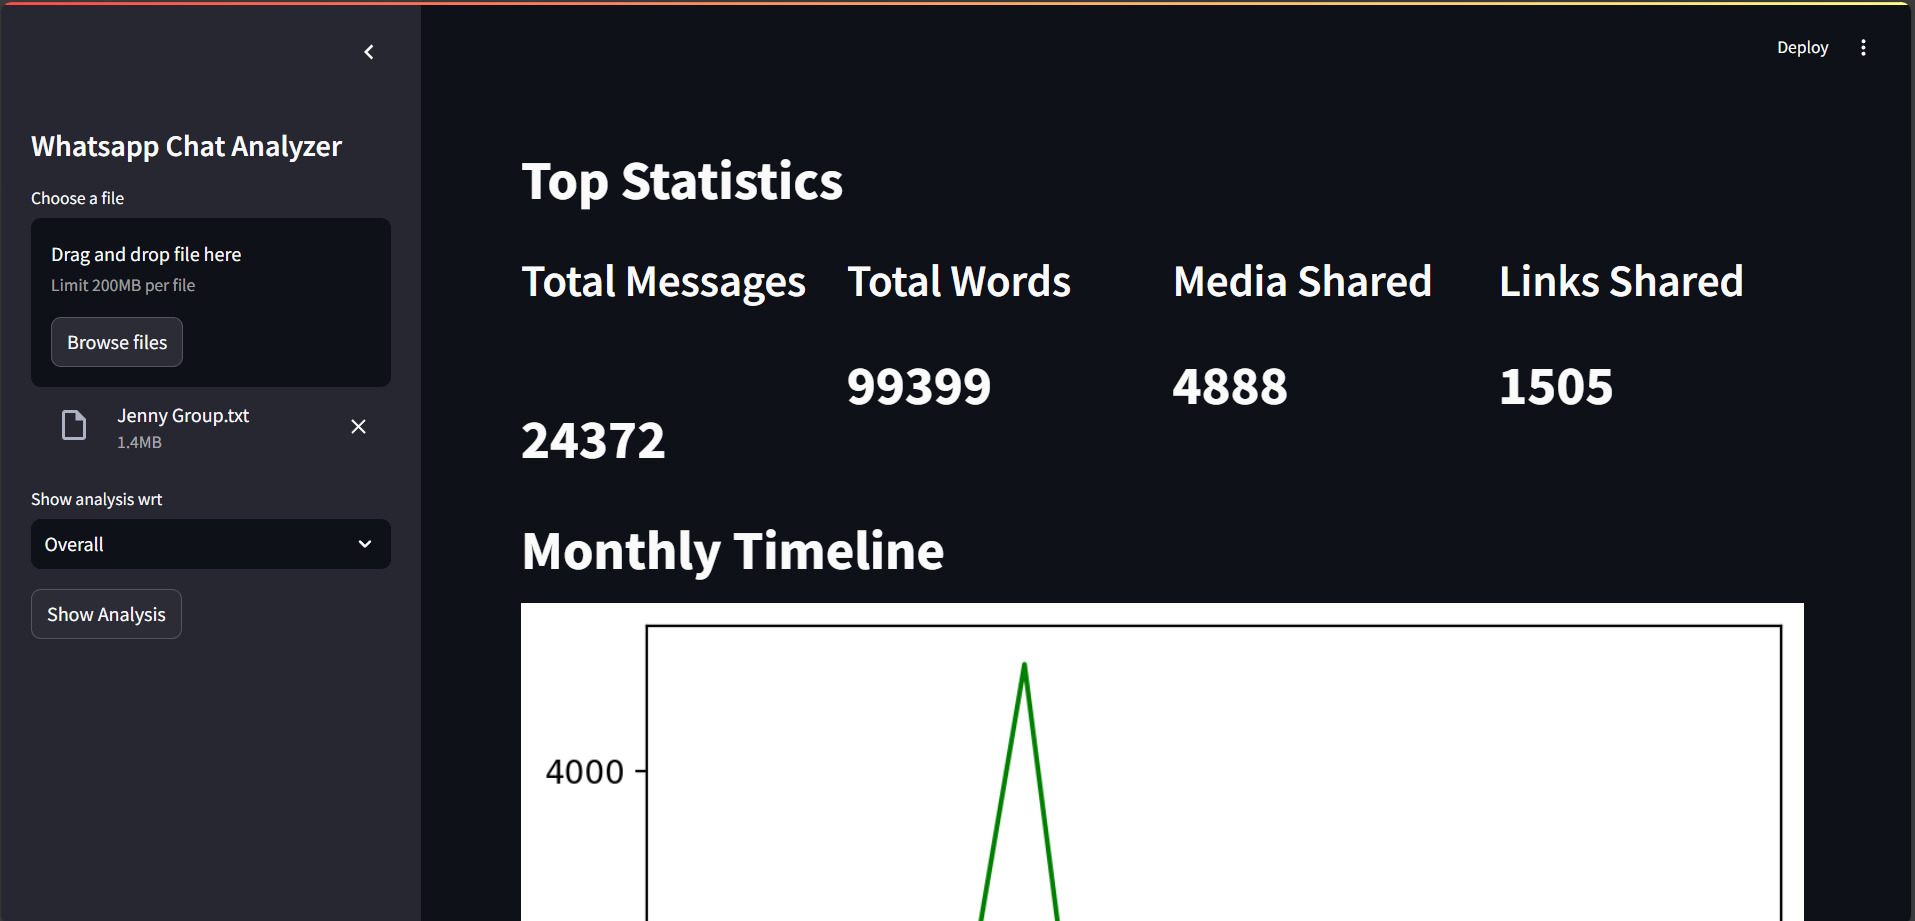 Deploy
Whatsapp Chat Analyzer
Choose a file
Drag and drop file here
Limit 200MB per file
Browse files
Jenny Group.txt
1.4MB
Show analysis wrt
Overall
Show Analysis
Top Statistics
Total Messages
24372
Total Words
99399
Media Shared
4888
Links Shared
1505
Monthly Timeline
4000